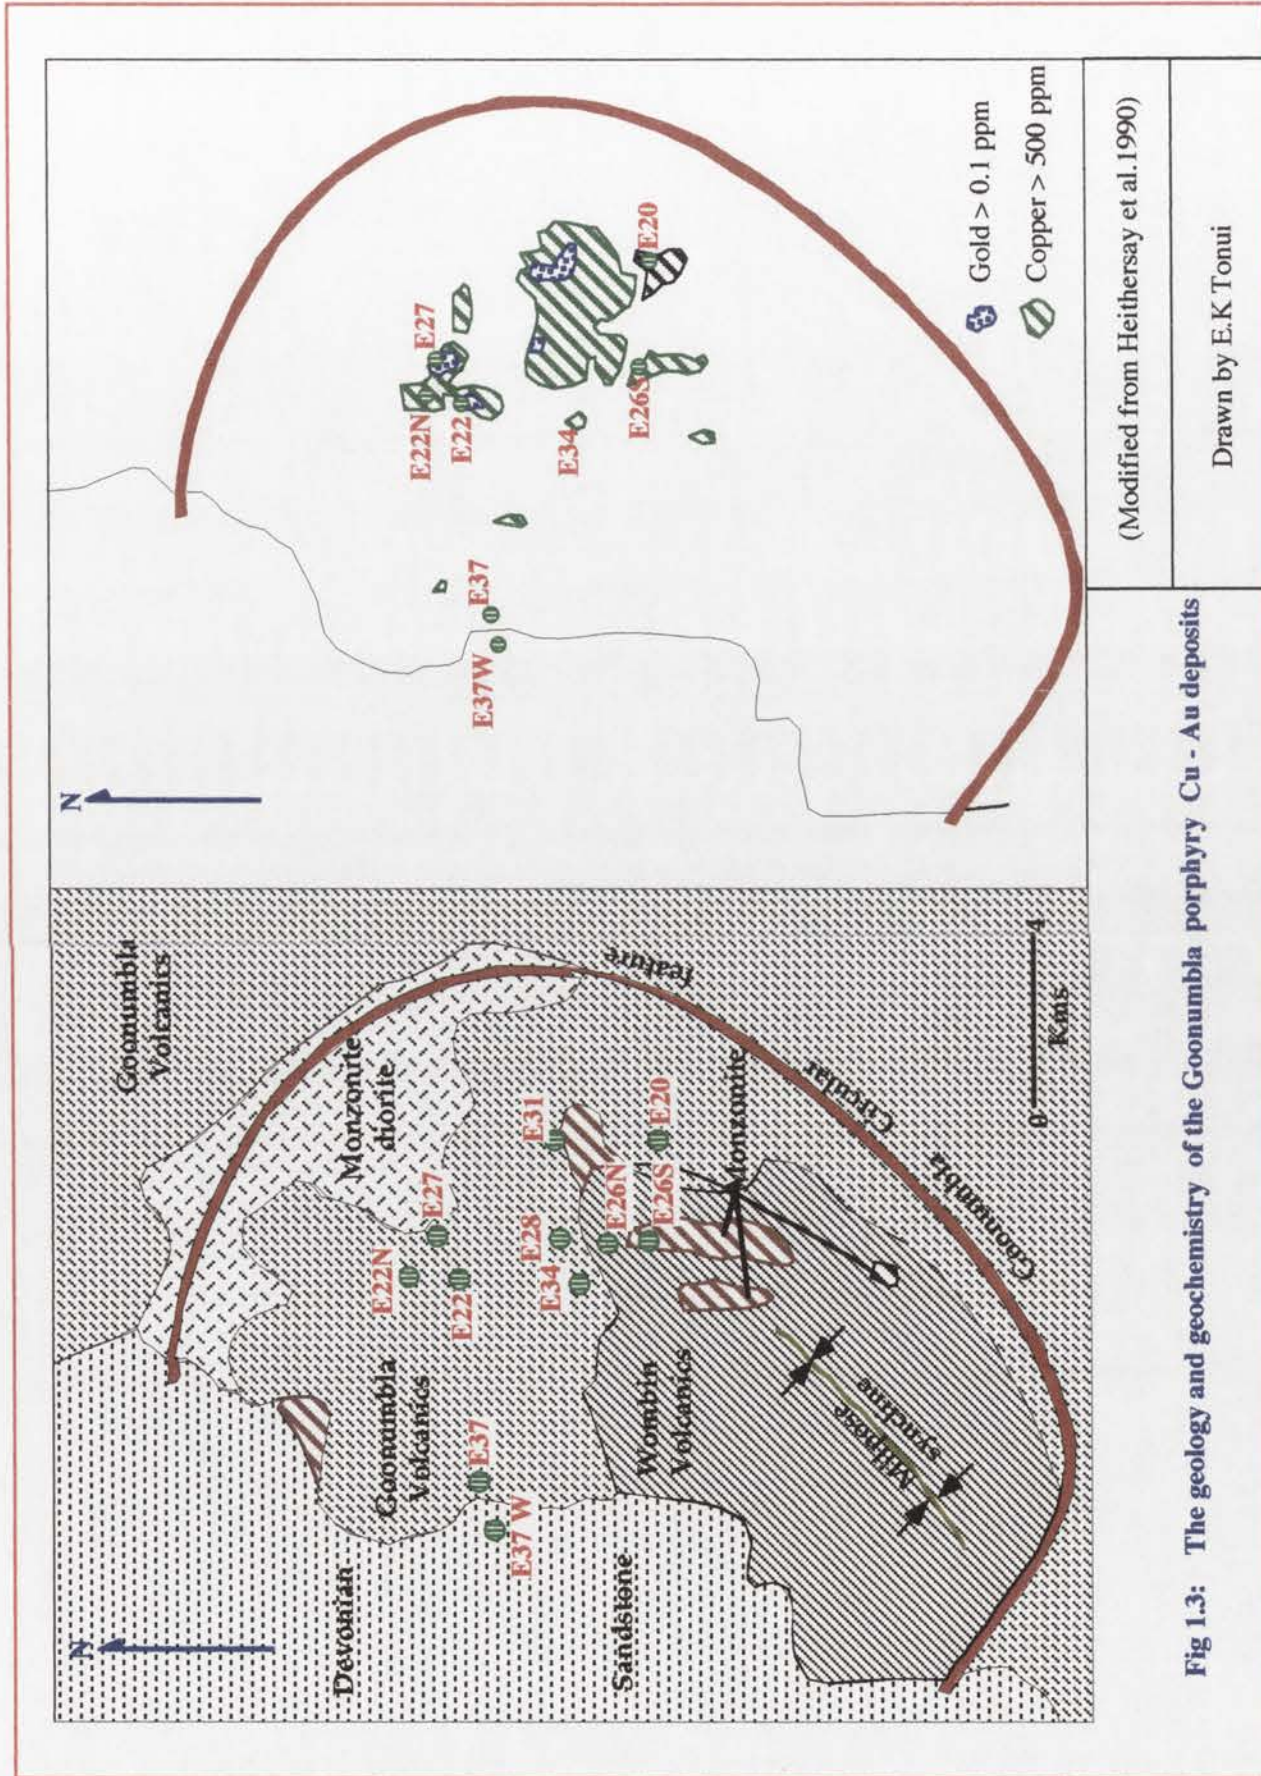 N
Goonumbia
Volcanics
Devonian
Monzonite
diorite
E22N
E27
E22
Goonumbia
Volcanics
E37
E37 W
E28
E31
E34
E26N
E20
E26S
Sandstone
Wombin
Volcanics
Monzonite
Milpose
syncline
Goonumbia
Circular
feature
0
4
Kms
N
E22N
E27
E22
E37
E37W
E34
E20
E26S
Gold > 0.1 ppm
Copper > 500 ppm
(Modified from Heithersay et al.1990)
Drawn by E.K Tonui
Fig 1.3: The geology and geochemistry of the Goonumbla porphyry Cu - Au deposits